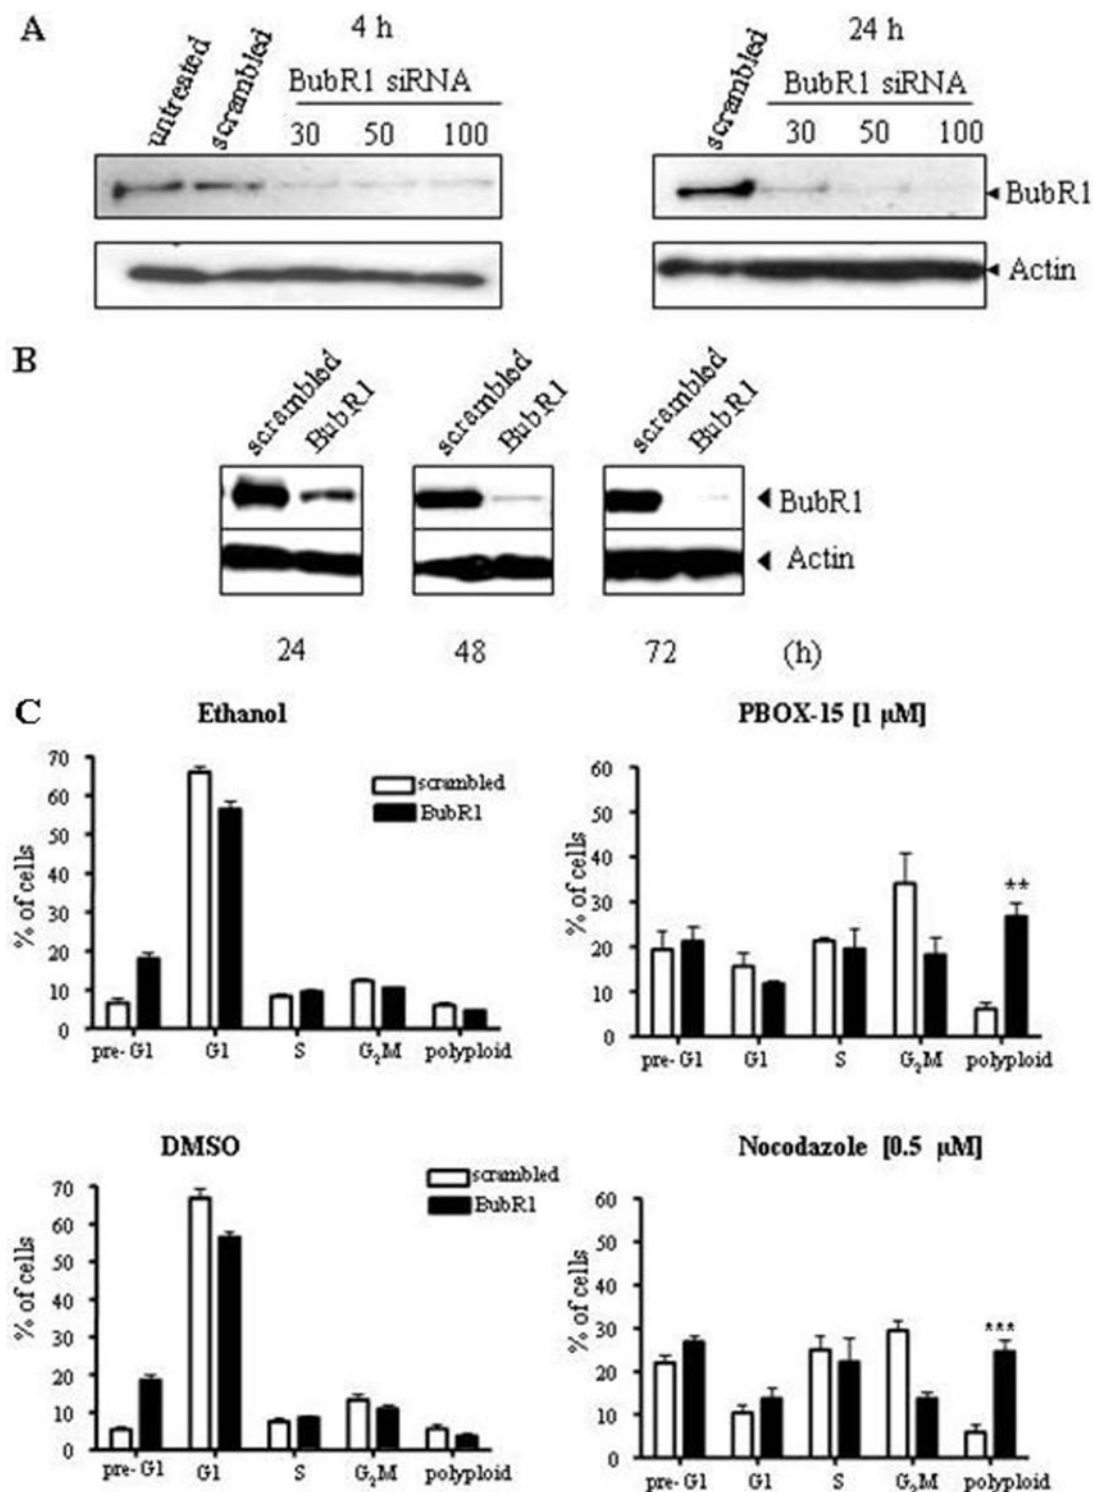 A
4 h
24 h
untreated
scrambled
BubR1 siRNA
30 50 100
scrambled
BubR1 siRNA
30 50 100
BubR1
Actin
B
scrambled
BubR1
scrambled
BubR1
scrambled
BubR1
BubR1
Actin
24 48 72 (h)
C
Ethanol
% of cells
70
60
50
40
30
20
10
0
scrambled
BubR1
pre- G1 G1 S G₂M polyploid
PBOX-15 [1 µM]
% of cells
60
50
40
30
20
10
0
**
pre- G1 G1 S G₂M polyploid
DMSO
% of cells
70
60
50
40
30
20
10
0
scrambled
BubR1
pre- G1 G1 S G₂M polyploid
Nocodazole [0.5 µM]
% of cells
60
50
40
30
20
10
0
***
pre- G1 G1 S G₂M polyploid